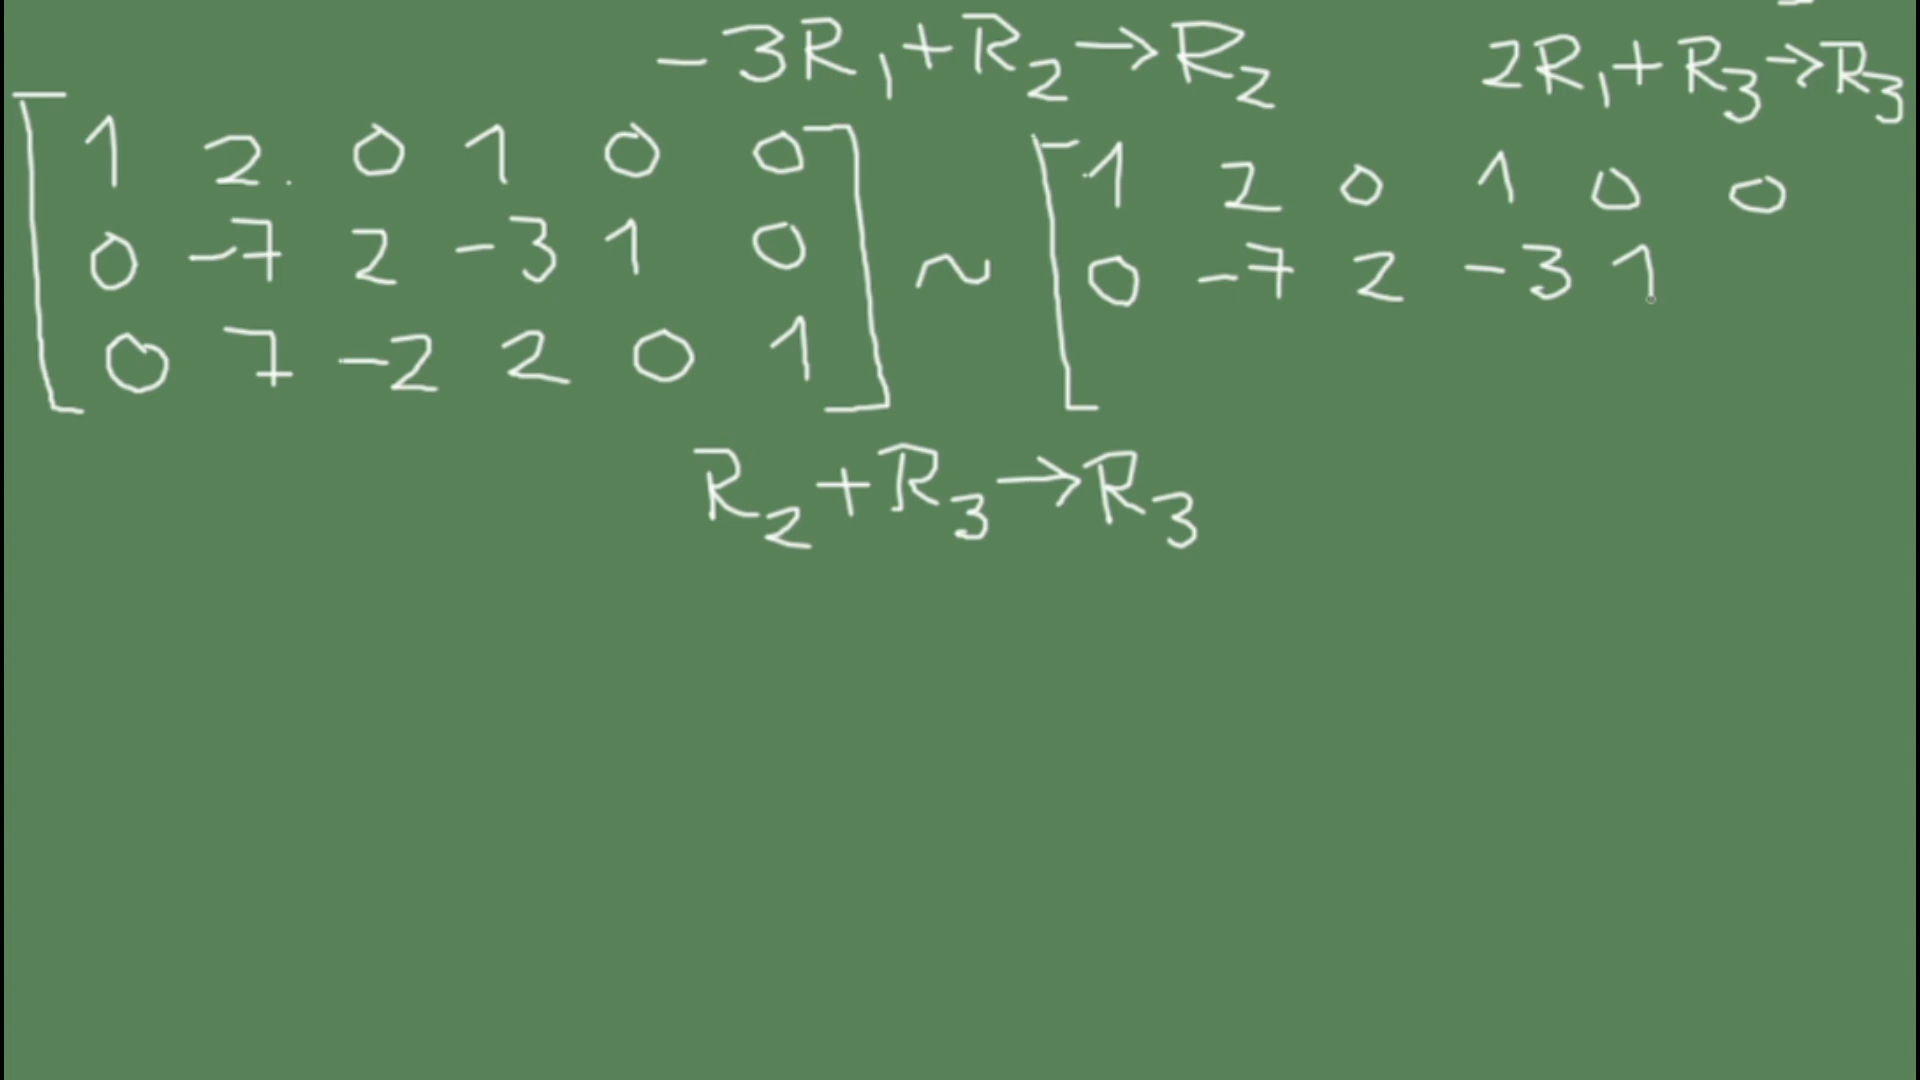 -3R₁+R₂→R₂ 2R₁+R₃→R₃
[1 2. 0 1 0 0] ~ [1 2 0 1 0 0
[0 -7 2 -3 1 0] [0 -7 2 -3 1
[0 7 -2 2 0 1] [
R₂+R₃→R₃